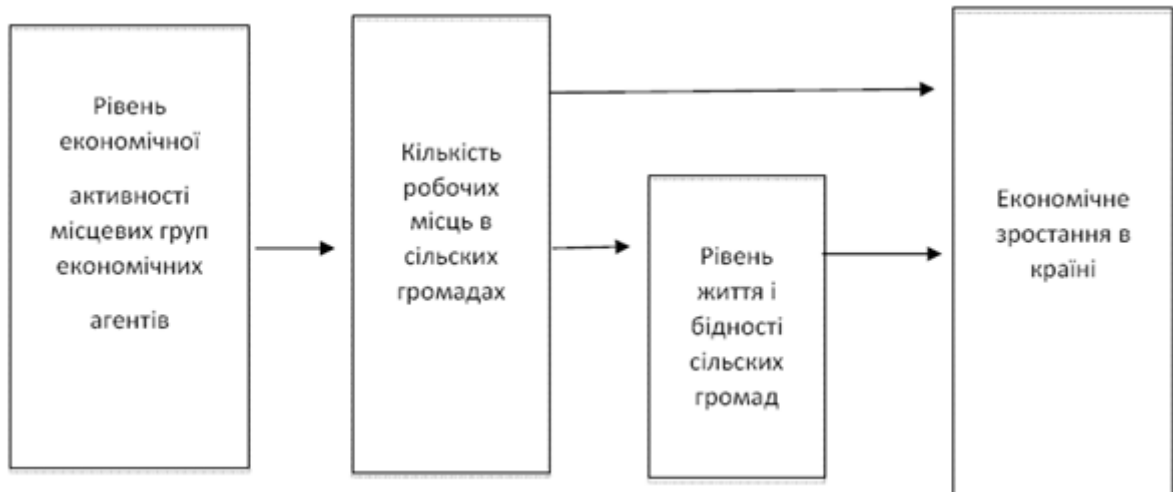 Рівень
економічної
активності
місцевих груп
економічних
агентів
Кількість
робочих
місць в
сільских
громадах
Рівень
життя і
бідності
сільских
громад
Економічне
зростання в
країні